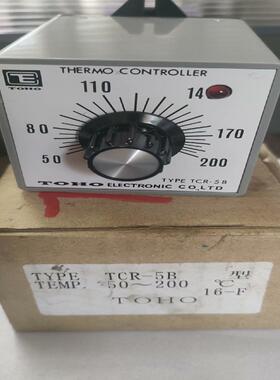 TOHO
THERMO CONTROLLER
110
14
80
170
50
200
TYPE TCR-5B
TOHO ELECTRONIC CO.,LTD
TYPE TCR-5B 型
TEMP. 50~200 ℃
16-F
TOHO